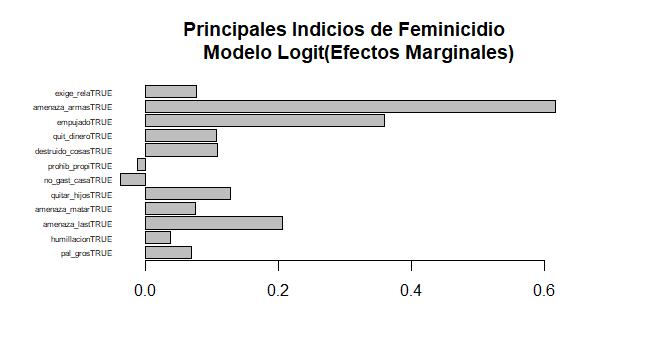 Principales Indicios de Feminicidio
Modelo Logit(Efectos Marginales)
exige_relaTRUE
amenaza_armasTRUE
empujadoTRUE
quit_dineroTRUE
destruido_cosasTRUE
prohib_propiTRUE
no_gast_casaTRUE
quitar_hijosTRUE
amenaza_matarTRUE
amenaza_lastTRUE
humillacionTRUE
pal_grosTRUE
0.0 0.2 0.4 0.6